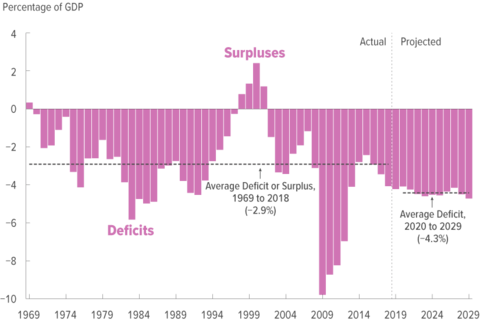 Percentage of GDP
4
Actual
Projected
Surpluses
2
0
−2
Average Deficit or Surplus,
1969 to 2018
(−2.9%)
−4
Average Deficit,
2020 to 2029
(−4.3%)
Deficits
−6
−8
−10
1969 1974 1979 1984 1989 1994 1999 2004 2009 2014 2019 2024 2029